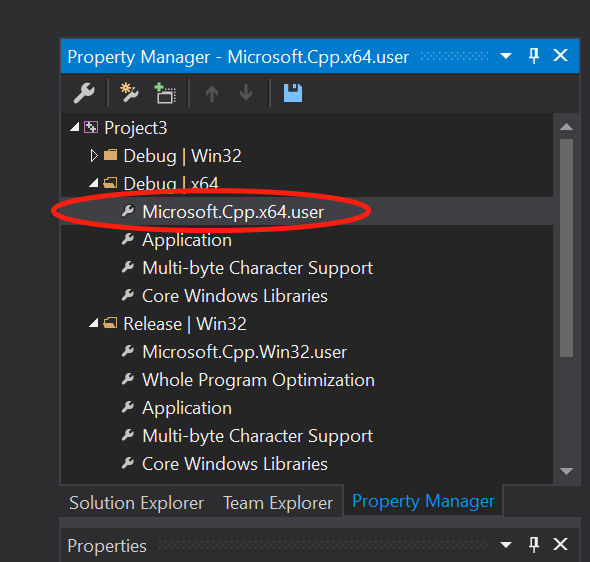 Property Manager - Microsoft.Cpp.x64.user
Project3
Debug | Win32
Debug | x64
Microsoft.Cpp.x64.user
Application
Multi-byte Character Support
Core Windows Libraries
Release | Win32
Microsoft.Cpp.Win32.user
Whole Program Optimization
Application
Multi-byte Character Support
Core Windows Libraries
Solution Explorer Team Explorer Property Manager
Properties